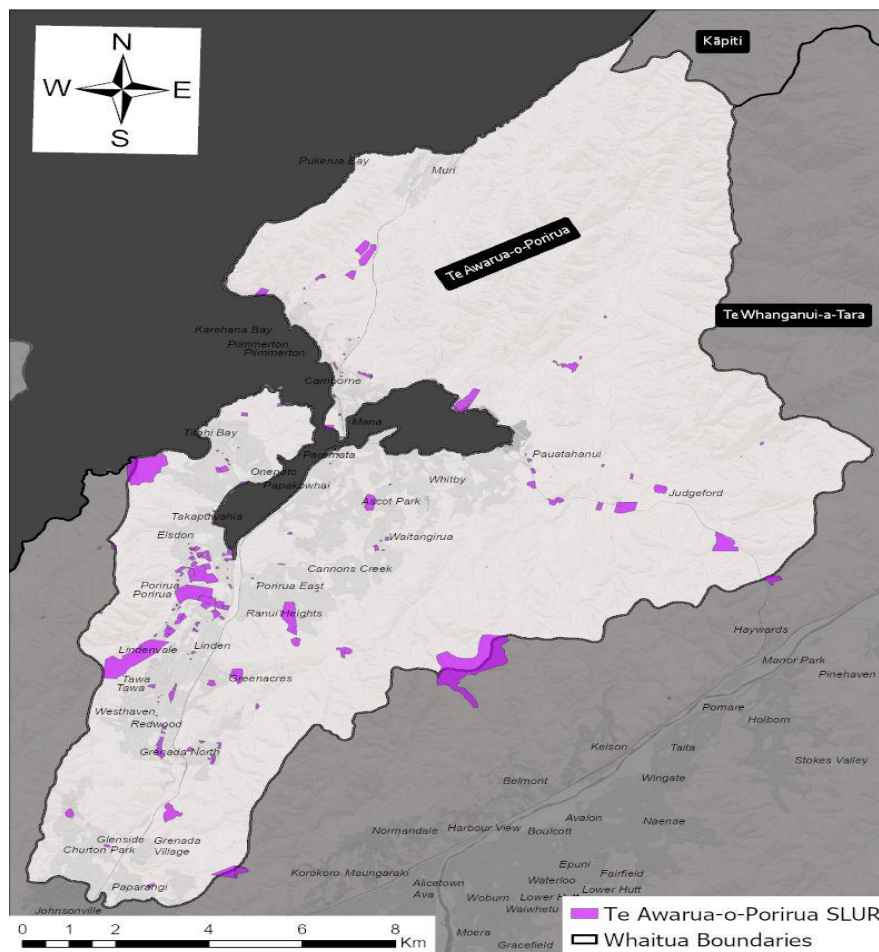 N
W E
S
Kāpiti
Pukerua Bay
Muri
Te Awarua-o-Porirua
Te Whanganui-a-Tara
Karehana Bay
Plimmerton
Plimmerton
Camborne
Mana
Titahi Bay
Paremata
Onepoto
Papakowhai
Whitby
Pauatahanui
Judgeford
Ascot Park
Takapuwahia
Elsdon
Waitangirua
Cannons Creek
Porirua
Porirua
Porirua East
Ranui Heights
Haywards
Linden
Lindenvale
Manor Park
Pinehaven
Greenacres
Tawa
Tawa
Westhaven
Redwood
Pomare
Holborn
Grenada North
Kelson
Taita
Stokes Valley
Belmont
Wingate
Avalon
Naenae
Normandale
Harbour View
Boulcott
Glenside
Churton Park
Grenada
Village
Korokoro
Maungaraki
Epuni
Waterloo
Fairfield
Lower Hutt
Lower Hutt
Alicetown
Ava
Woburn
Waiwhetu
Paparangi
Johnsonville
Moera
Gracefield
0 1 2 4 6 8
Km
Te Awarua-o-Porirua SLUR
Whaitua Boundaries